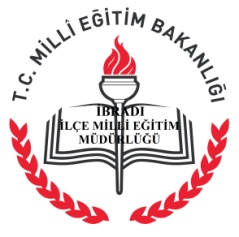 T.C. MİLLÎ EĞİTİM BAKANLIĞI
İBRADI
İLÇE MİLLİ EĞİTİM
MÜDÜRLÜĞÜ